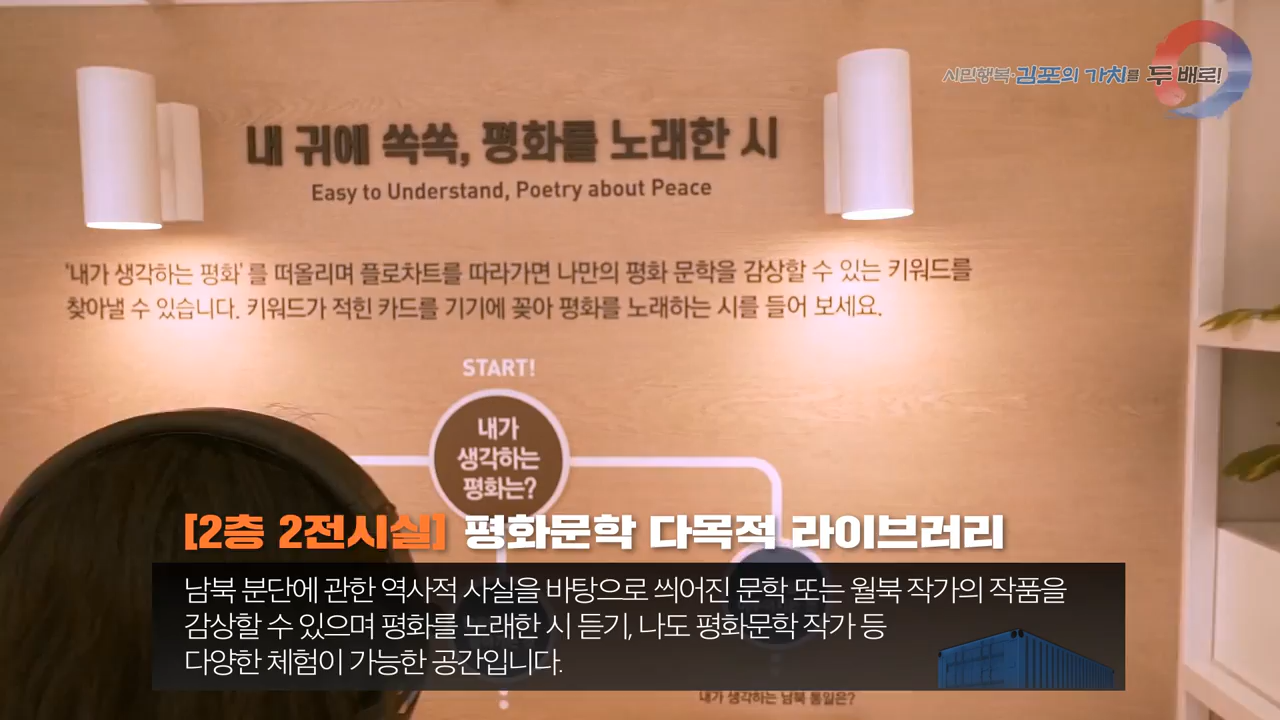 시민행복·김포의 가치를 두 배로!
내 귀에 쏙쏙, 평화를 노래한 시
Easy to Understand, Poetry about Peace
'내가 생각하는 평화'를 떠올리며 플로차트를 따라가면 나만의 평화 문학을 감상할 수 있는 키워드를
찾아낼 수 있습니다. 키워드가 적힌 카드를 기기에 꽂아 평화를 노래하는 시를 들어 보세요.
START!
내가
생각하는
평화는?
[2층 2전시실] 평화문학 다목적 라이브러리
남북 분단에 관한 역사적 사실을 바탕으로 씌어진 문학 또는 월북 작가의 작품을
감상할 수 있으며 평화를 노래한 시 듣기, 나도 평화문학 작가 등
다양한 체험이 가능한 공간입니다.
내가 생각하는 남북 통일은?